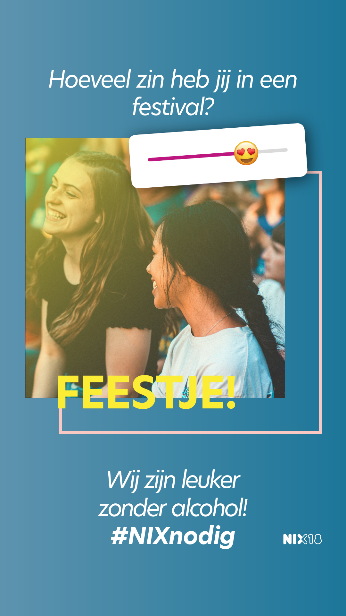 Hoeveel zin heb jij in een
festival?
FEESTJE!
Wij zijn leuker
zonder alcohol!
#NIXnodig
NIX18